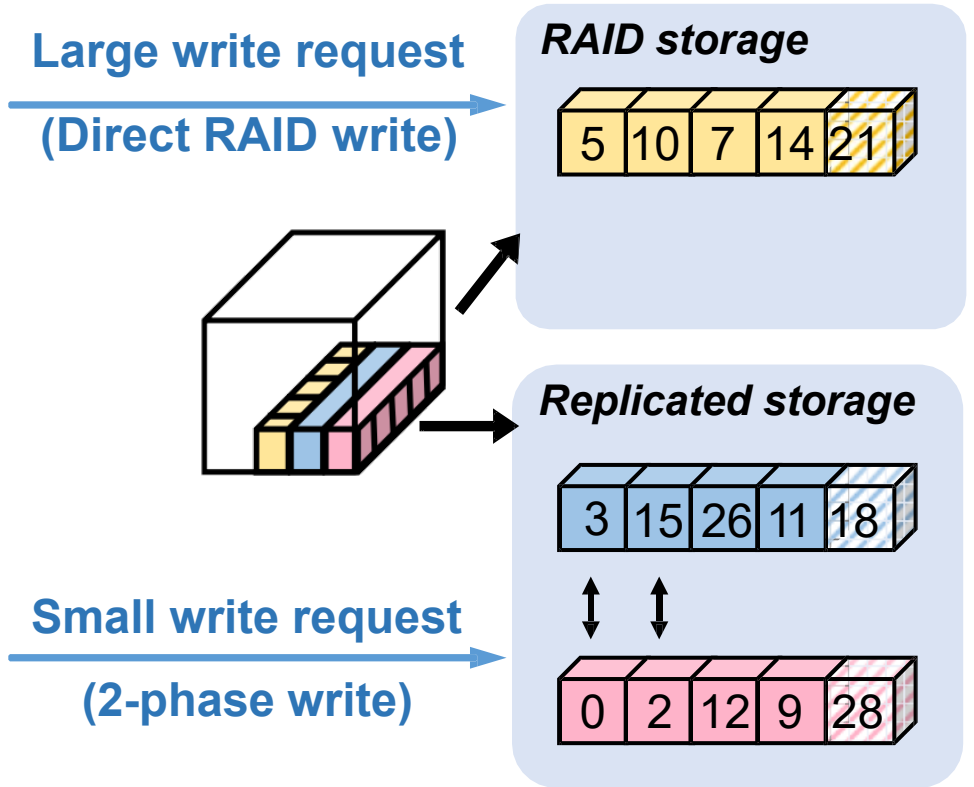 Large write request
(Direct RAID write)
RAID storage
5 10 7 14 21
Replicated storage
3 15 26 11 18
Small write request
(2-phase write)
0 2 12 9 28